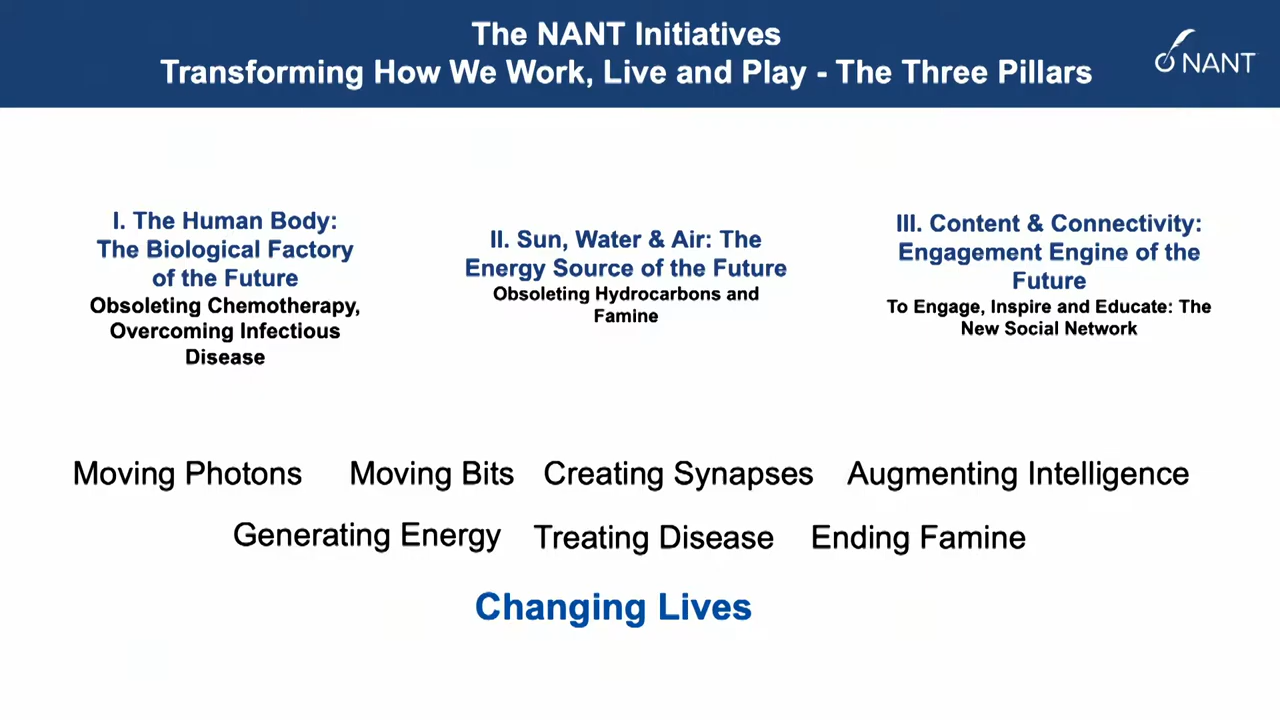 The NANT Initiatives
Transforming How We Work, Live and Play - The Three Pillars
NANT
I. The Human Body:
The Biological Factory
of the Future
Obsoleting Chemotherapy,
Overcoming Infectious
Disease
II. Sun, Water & Air: The
Energy Source of the Future
Obsoleting Hydrocarbons and
Famine
III. Content & Connectivity:
Engagement Engine of the
Future
To Engage, Inspire and Educate: The
New Social Network
Moving Photons Moving Bits Creating Synapses Augmenting Intelligence
Generating Energy Treating Disease Ending Famine
Changing Lives